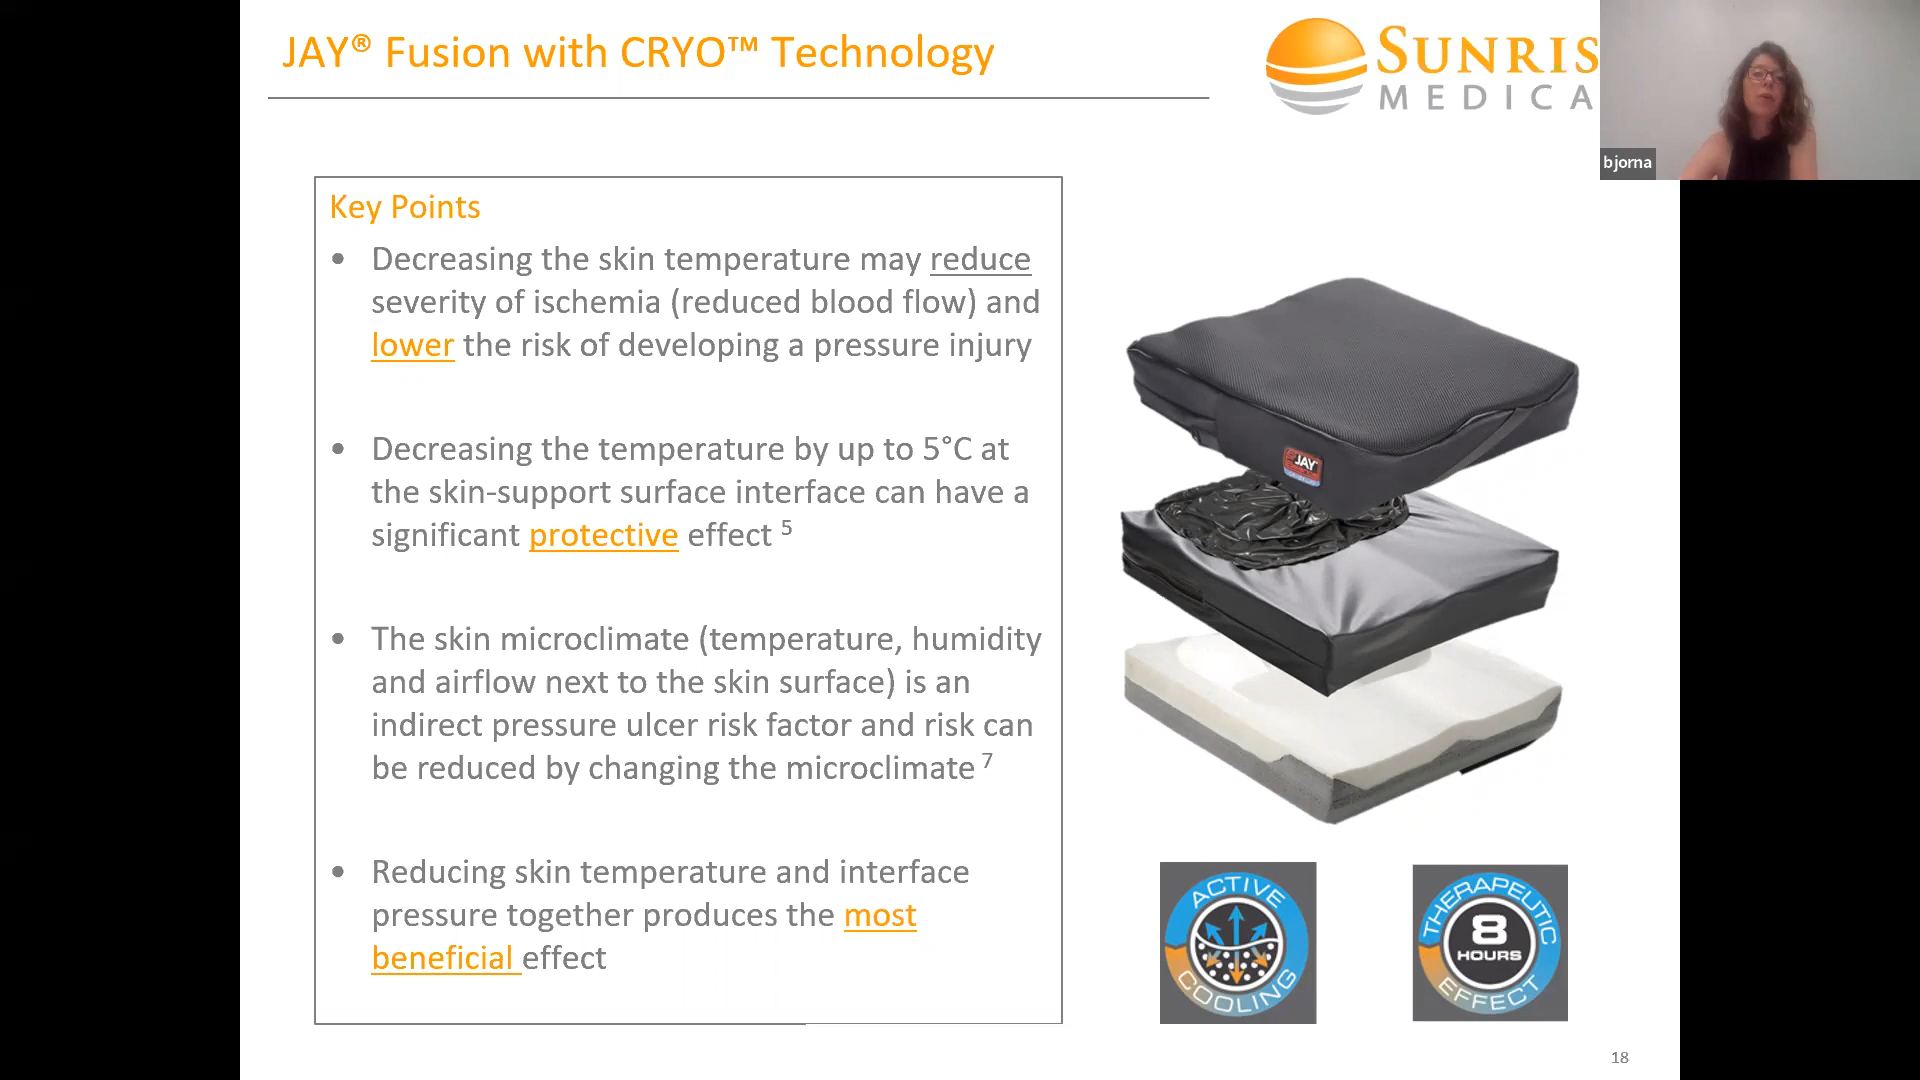 JAY® Fusion with CRYO™ Technology
SUNRIS
MEDICA
bjorna
Key Points
• Decreasing the skin temperature may reduce
severity of ischemia (reduced blood flow) and
lower the risk of developing a pressure injury
• Decreasing the temperature by up to 5°C at
the skin-support surface interface can have a
significant protective effect 5
• The skin microclimate (temperature, humidity
and airflow next to the skin surface) is an
indirect pressure ulcer risk factor and risk can
be reduced by changing the microclimate 7
• Reducing skin temperature and interface
pressure together produces the most
beneficial effect
JAY
ACTIVE
COOLING
THERAPEUTIC
8
HOURS
EFFECT
18